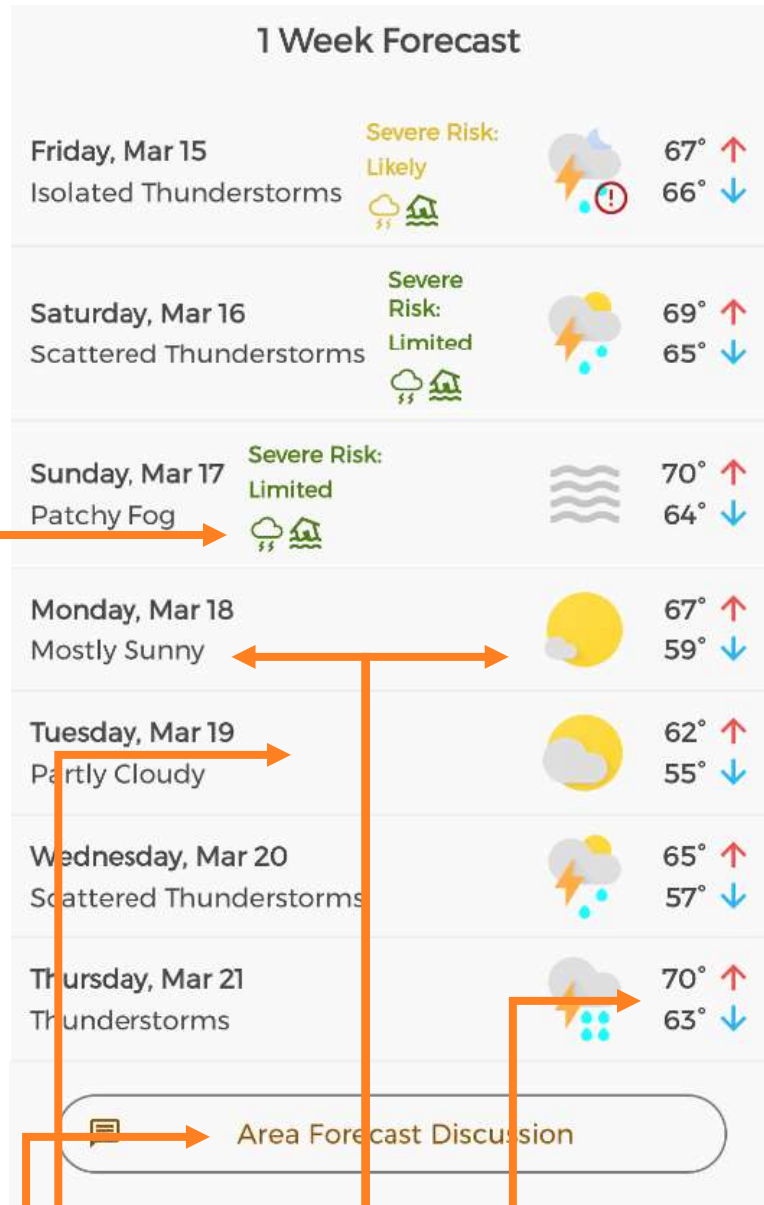 1 Week Forecast
Friday, Mar 15
Isolated Thunderstorms
Severe Risk:
Likely
67°
66°
Saturday, Mar 16
Scattered Thunderstorms
Severe
Risk:
Limited
69°
65°
Sunday, Mar 17
Patchy Fog
Severe Risk:
Limited
70°
64°
Monday, Mar 18
Mostly Sunny
67°
59°
Tuesday, Mar 19
Partly Cloudy
62°
55°
Wednesday, Mar 20
Scattered Thunderstorms
65°
57°
Thursday, Mar 21
Thunderstorms
70°
63°
Area Forecast Discussion